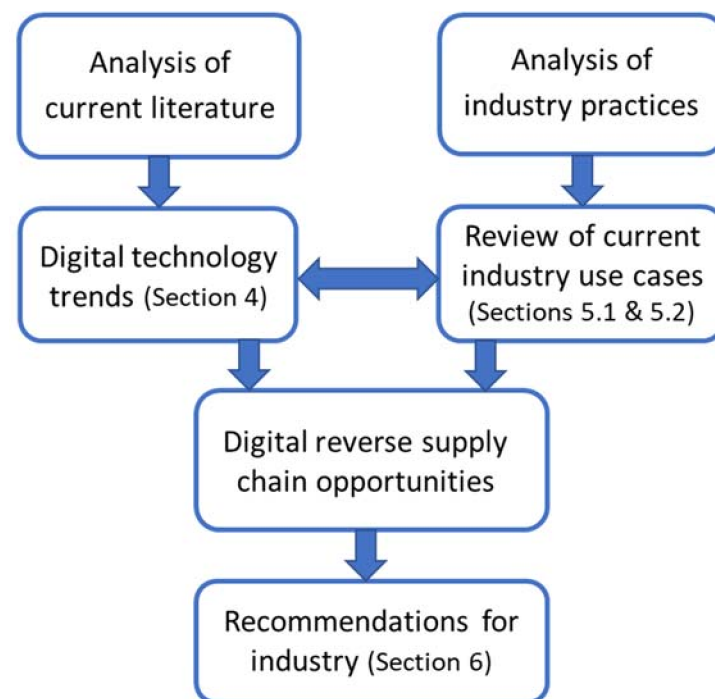 Analysis of
current literature
Analysis of
industry practices
Digital technology
trends (Section 4)
Review of current
industry use cases
(Sections 5.1 & 5.2)
Digital reverse supply
chain opportunities
Recommendations for
industry (Section 6)